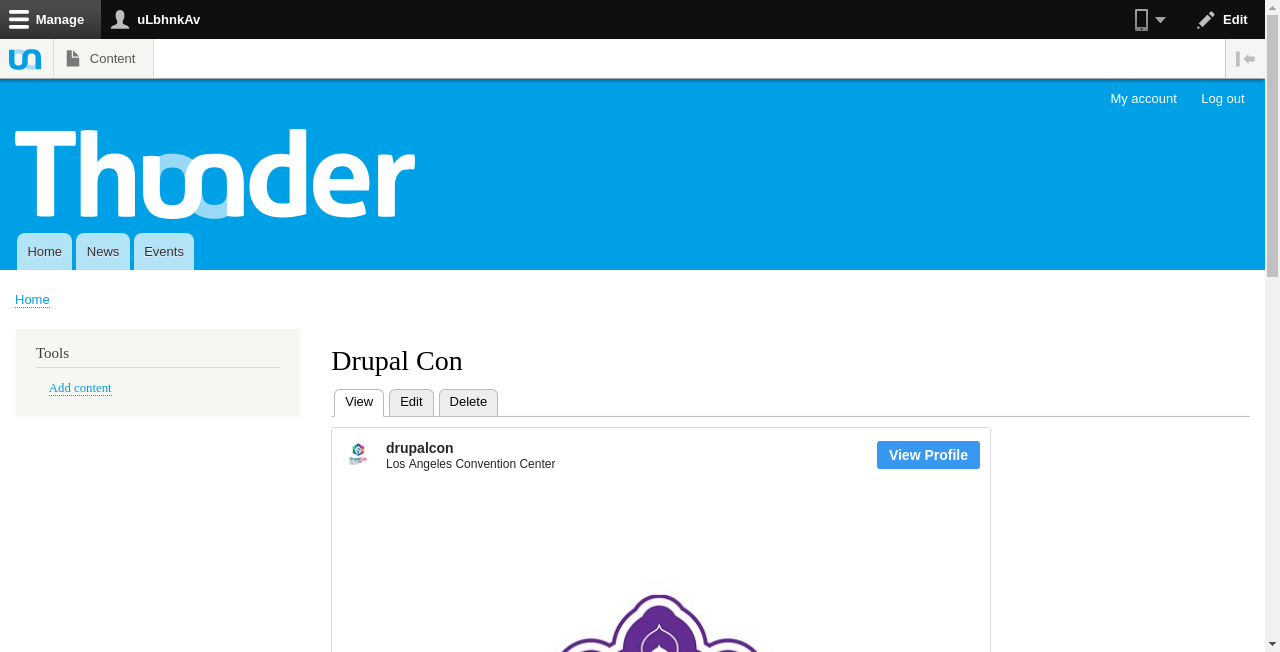 Manage
uLbhnkAv
Edit
Content
My account
Log out
Thunder
Home
News
Events
Home
Tools
Add content
Drupal Con
View
Edit
Delete
drupalcon
Los Angeles Convention Center
View Profile